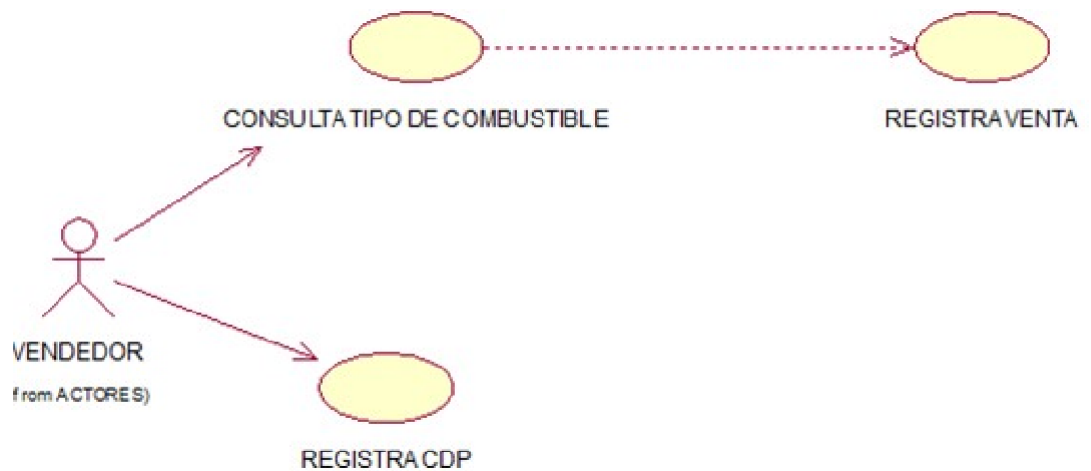 CONSULTA TIPO DE COMBUSTIBLE
REGISTRA VENTA
VENDEDOR
from ACTORES)
REGISTRA CDP